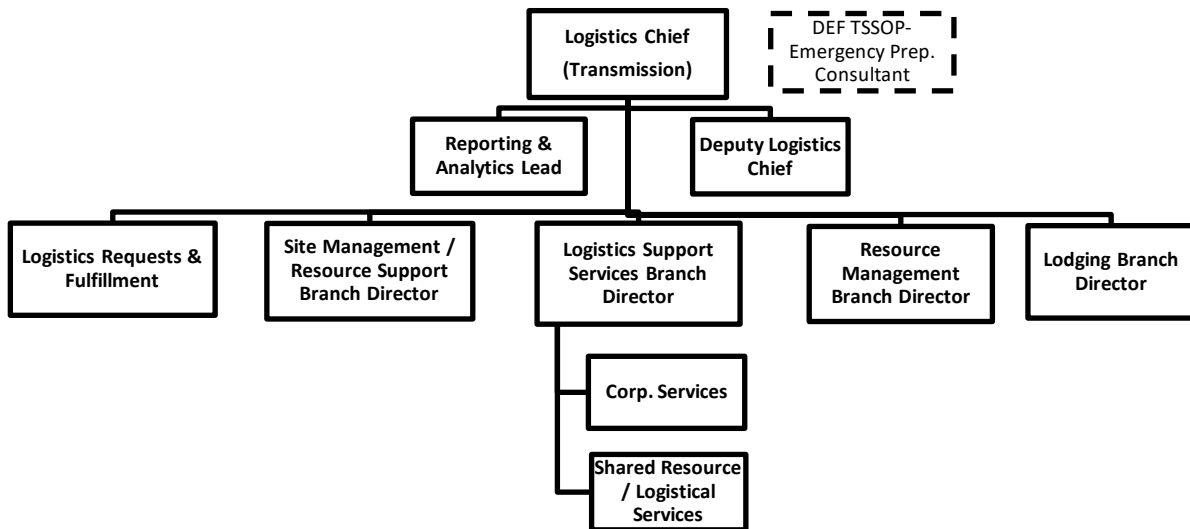 Logistics Chief
(Transmission)
DEF TSSOP-
Emergency Prep.
Consultant
Reporting &
Analytics Lead
Deputy Logistics
Chief
Logistics Requests &
Fulfillment
Site Management /
Resource Support
Branch Director
Logistics Support
Services Branch
Director
Resource
Management
Branch Director
Lodging Branch
Director
Corp. Services
Shared Resource
/ Logistical
Services